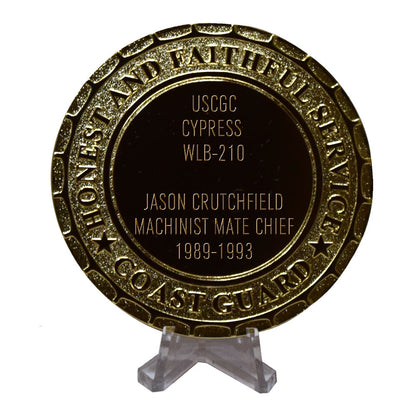 HONEST AND FAITHFUL SERVICE
USCGC
CYPRESS
WLB-210
JASON CRUTCHFIELD
MACHINIST MATE CHIEF
1989-1993
★ COAST GUARD ★